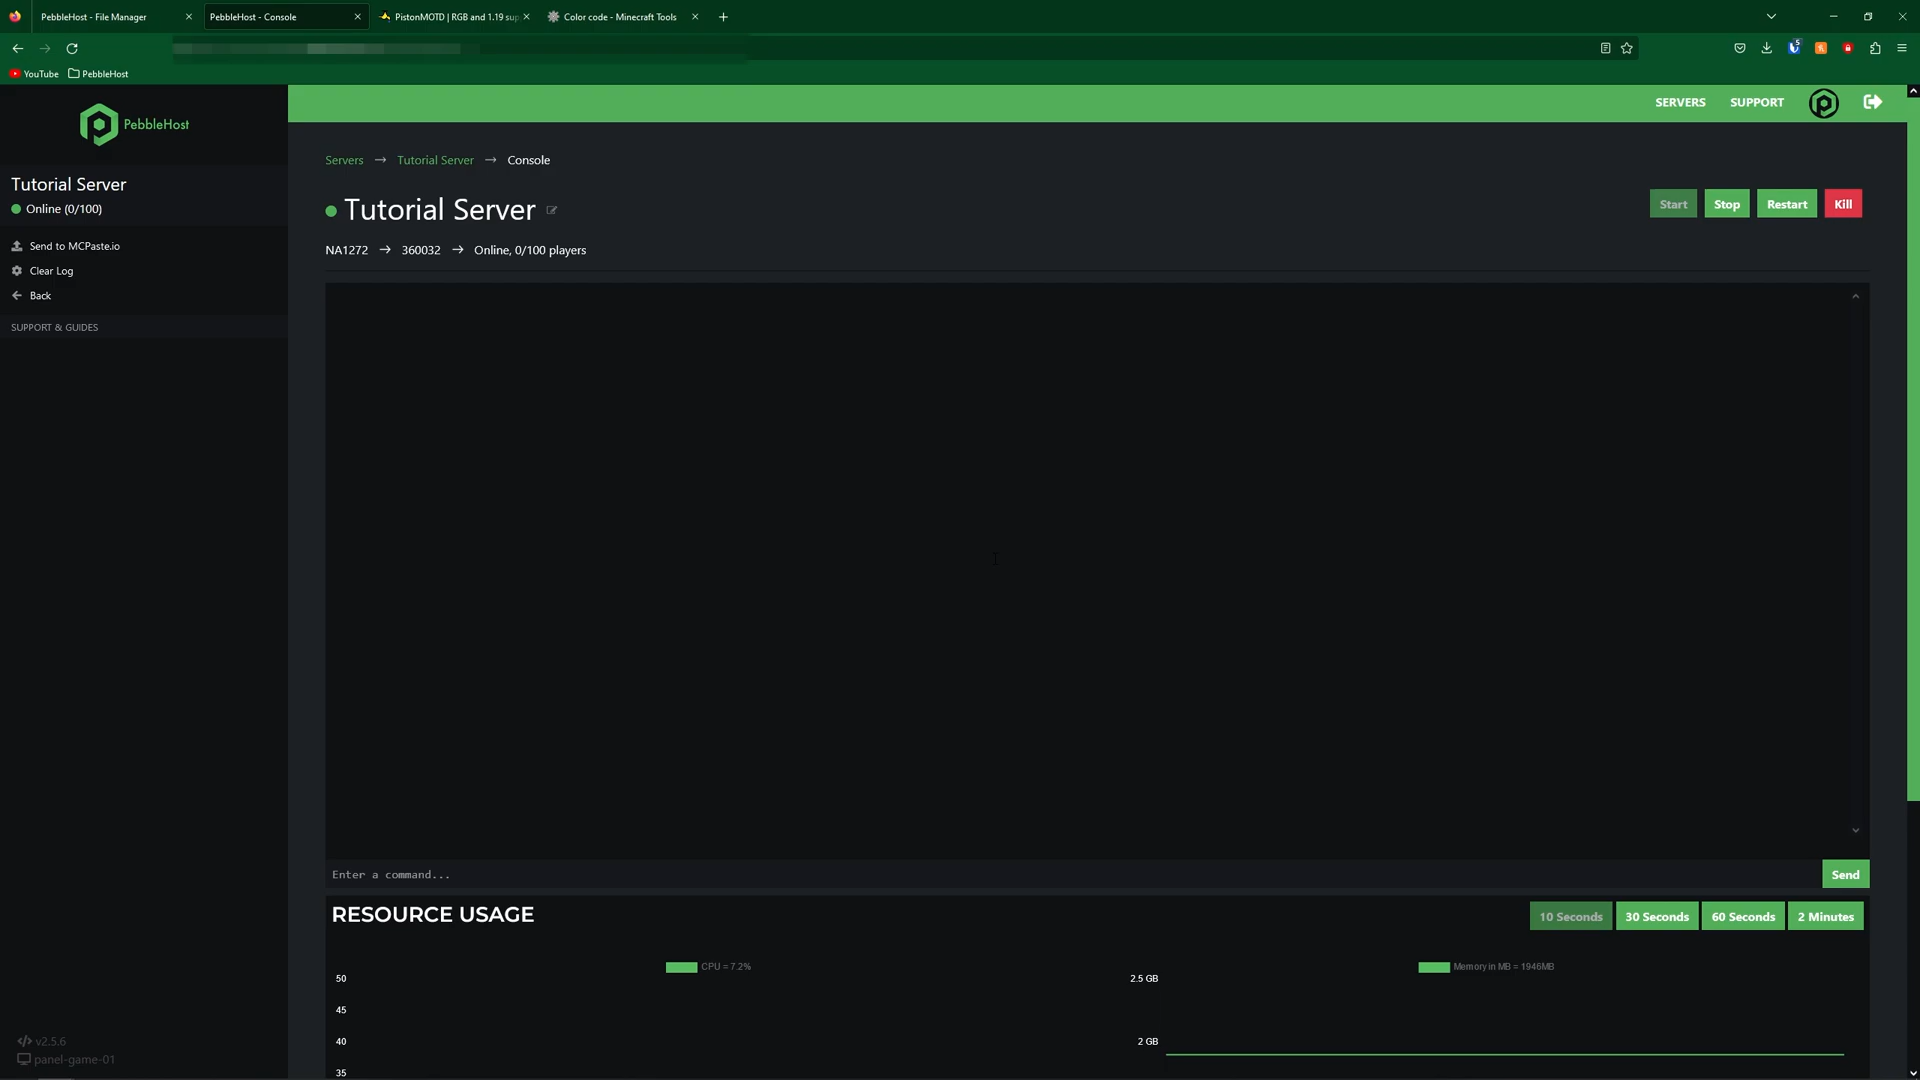 PebbleHost - File Manager
PebbleHost - Console
PistonMOTD | RGB and 1.19 sup
Color code - Minecraft Tools
5
YouTube
PebbleHost
PebbleHost
SERVERS
SUPPORT
Servers → Tutorial Server → Console
Tutorial Server
Online (0/100)
Tutorial Server
Start
Stop
Restart
Kill
NA1272 → 360032 → Online, 0/100 players
Send to MCPaste.io
Clear Log
Back
SUPPORT & GUIDES
Enter a command...
Send
RESOURCE USAGE
10 Seconds
30 Seconds
60 Seconds
2 Minutes
CPU = 7.2%
Memory in MB = 1946MB
50
45
40
35
2.5 GB
2 GB
v2.5.6
panel-game-01